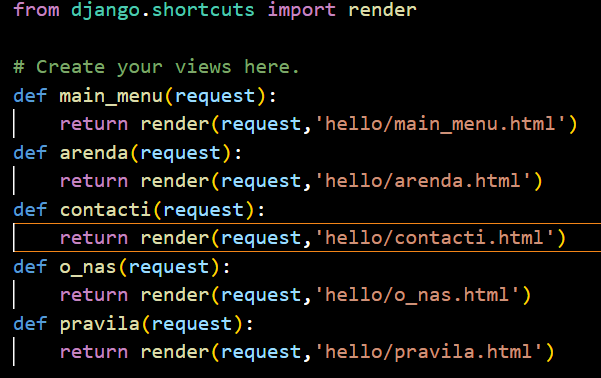 from django.shortcuts import render
# Create your views here.
def main_menu(request):
    return render(request,'hello/main_menu.html')
def arenda(request):
    return render(request,'hello/arenda.html')
def contacti(request):
    return render(request,'hello/contacti.html')
def o_nas(request):
    return render(request,'hello/o_nas.html')
def pravila(request):
    return render(request,'hello/pravila.html')